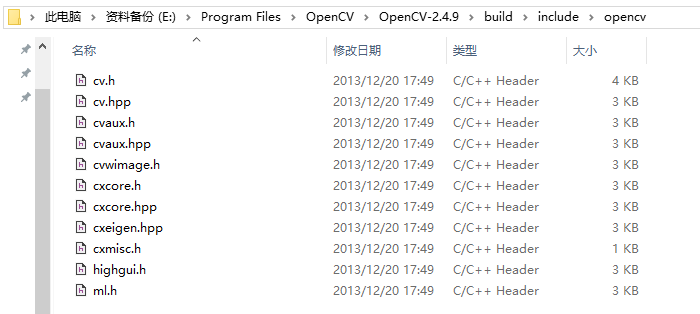 此电脑 > 资料备份 (E:) > Program Files > OpenCV > OpenCV-2.4.9 > build > include > opencv
名称 修改日期 类型 大小
cv.h 2013/12/20 17:49 C/C++ Header 4 KB
cv.hpp 2013/12/20 17:49 C/C++ Header 3 KB
cvaux.h 2013/12/20 17:49 C/C++ Header 3 KB
cvaux.hpp 2013/12/20 17:49 C/C++ Header 3 KB
cvwimage.h 2013/12/20 17:49 C/C++ Header 3 KB
cxcore.h 2013/12/20 17:49 C/C++ Header 3 KB
cxcore.hpp 2013/12/20 17:49 C/C++ Header 3 KB
cxeigen.hpp 2013/12/20 17:49 C/C++ Header 3 KB
cxmisc.h 2013/12/20 17:49 C/C++ Header 1 KB
highgui.h 2013/12/20 17:49 C/C++ Header 3 KB
ml.h 2013/12/20 17:49 C/C++ Header 3 KB